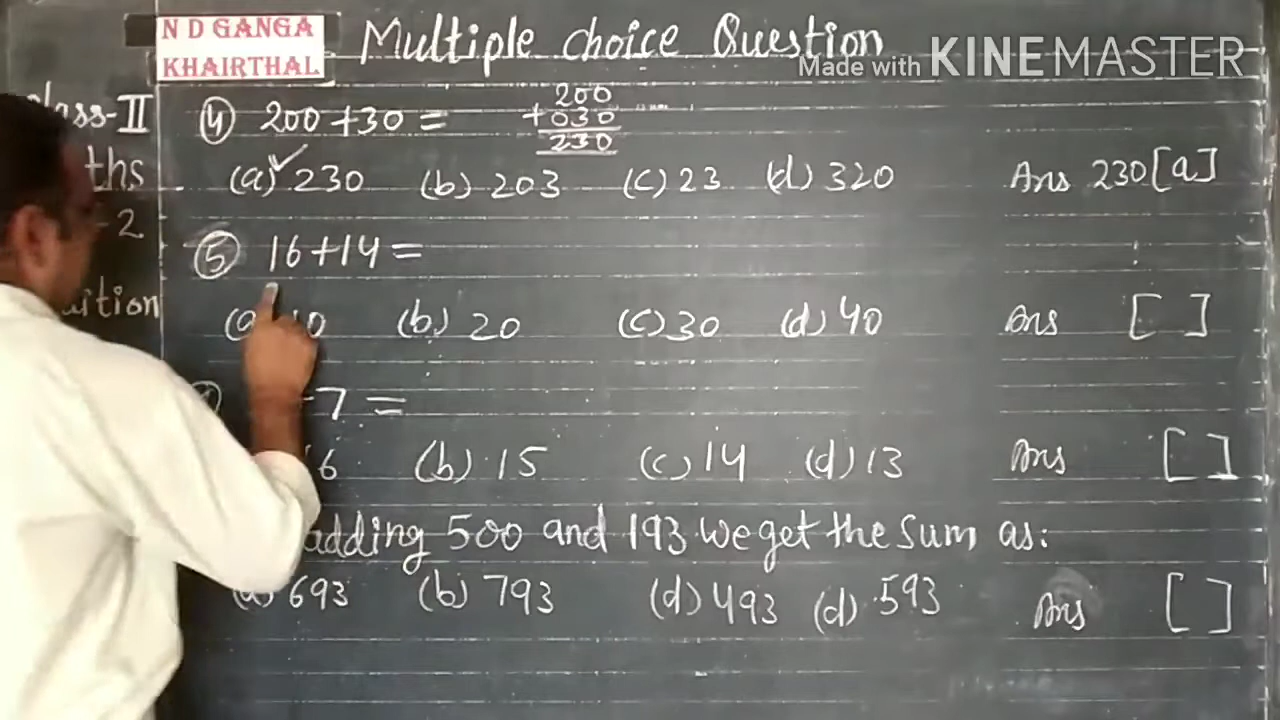 N D GANGA
KHAIRTHAL
Multiple choice Question
Made with KINEMASTER
class-II
4 200+30=
200
+030
230
(a) ✓ 230 (b) 203 (c) 23 (d) 320 Ans 230 [a]
-2
5 16+14=
(b) 20 (c) 30 (d) 40 Ans [ ]
-7 =
6 (b) 15 (c) 14 (d) 13 Ans [ ]
adding 500 and 193 we get the sum as:
(a) 693 (b) 793 (d) 493 (d) 593 Ans [ ]